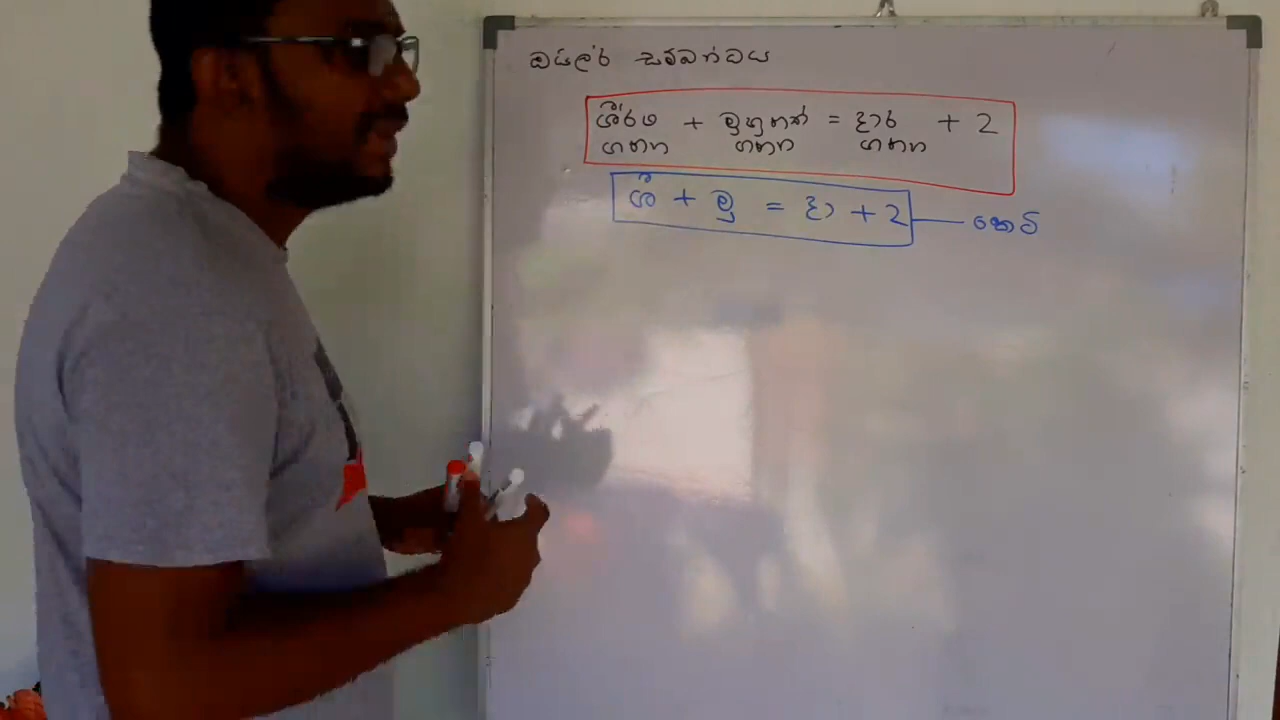 ඔයිලර් සම්බන්ධය
ශීර්ෂ + මුහුණත් = දාර + 2
ගණන ගණන ගණන
ශී + මු = දා + 2 — කෙටි